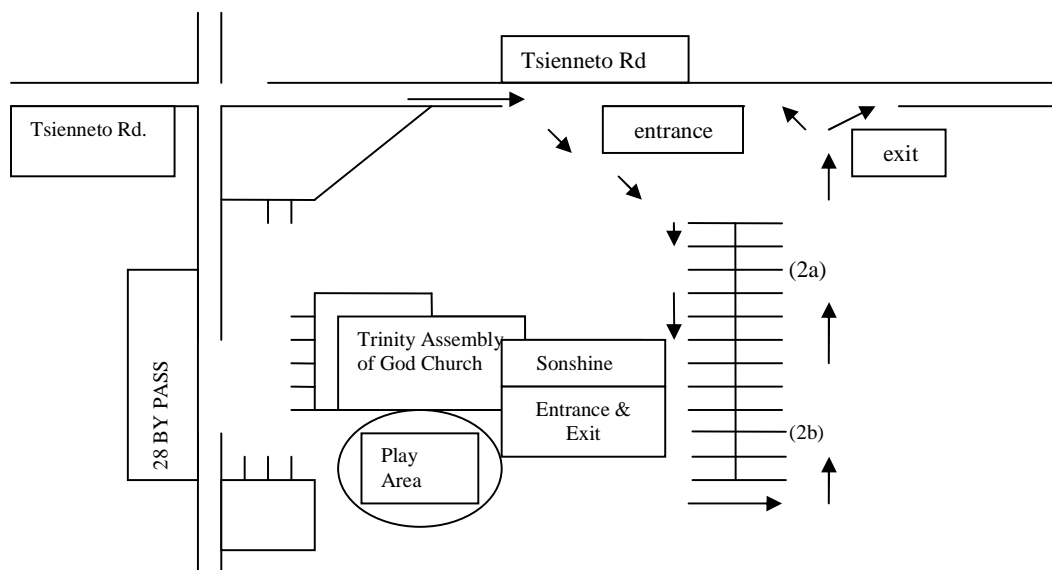 Tsienneto Rd
Tsienneto Rd.
entrance
exit
(2a)
28 BY PASS
Trinity Assembly
of God Church
Sonshine
Entrance &
Exit
(2b)
Play
Area